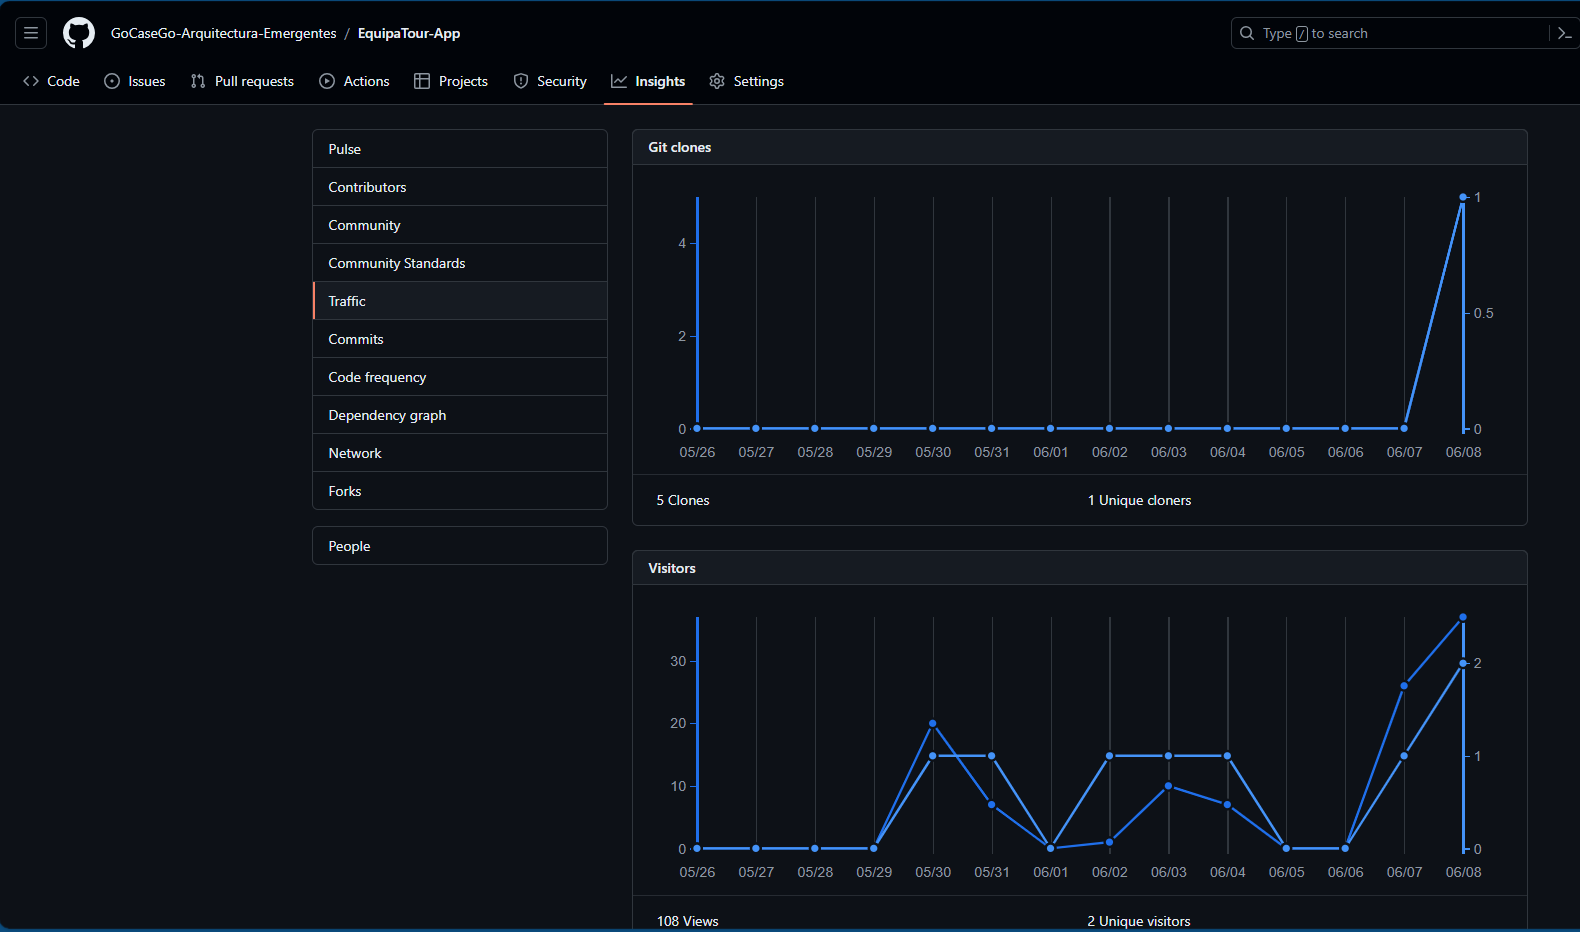 GoCaseGo-Arquitectura-Emergentes / EquipaTour-App
Type / to search
Code Issues Pull requests Actions Projects Security Insights Settings
Pulse
Contributors
Community
Community Standards
Traffic
Commits
Code frequency
Dependency graph
Network
Forks
People
Git clones
4
2
0
1
0.5
0
05/26 05/27 05/28 05/29 05/30 05/31 06/01 06/02 06/03 06/04 06/05 06/06 06/07 06/08
5 Clones
1 Unique cloners
Visitors
30
20
10
0
2
1
0
05/26 05/27 05/28 05/29 05/30 05/31 06/01 06/02 06/03 06/04 06/05 06/06 06/07 06/08
108 Views
2 Unique visitors